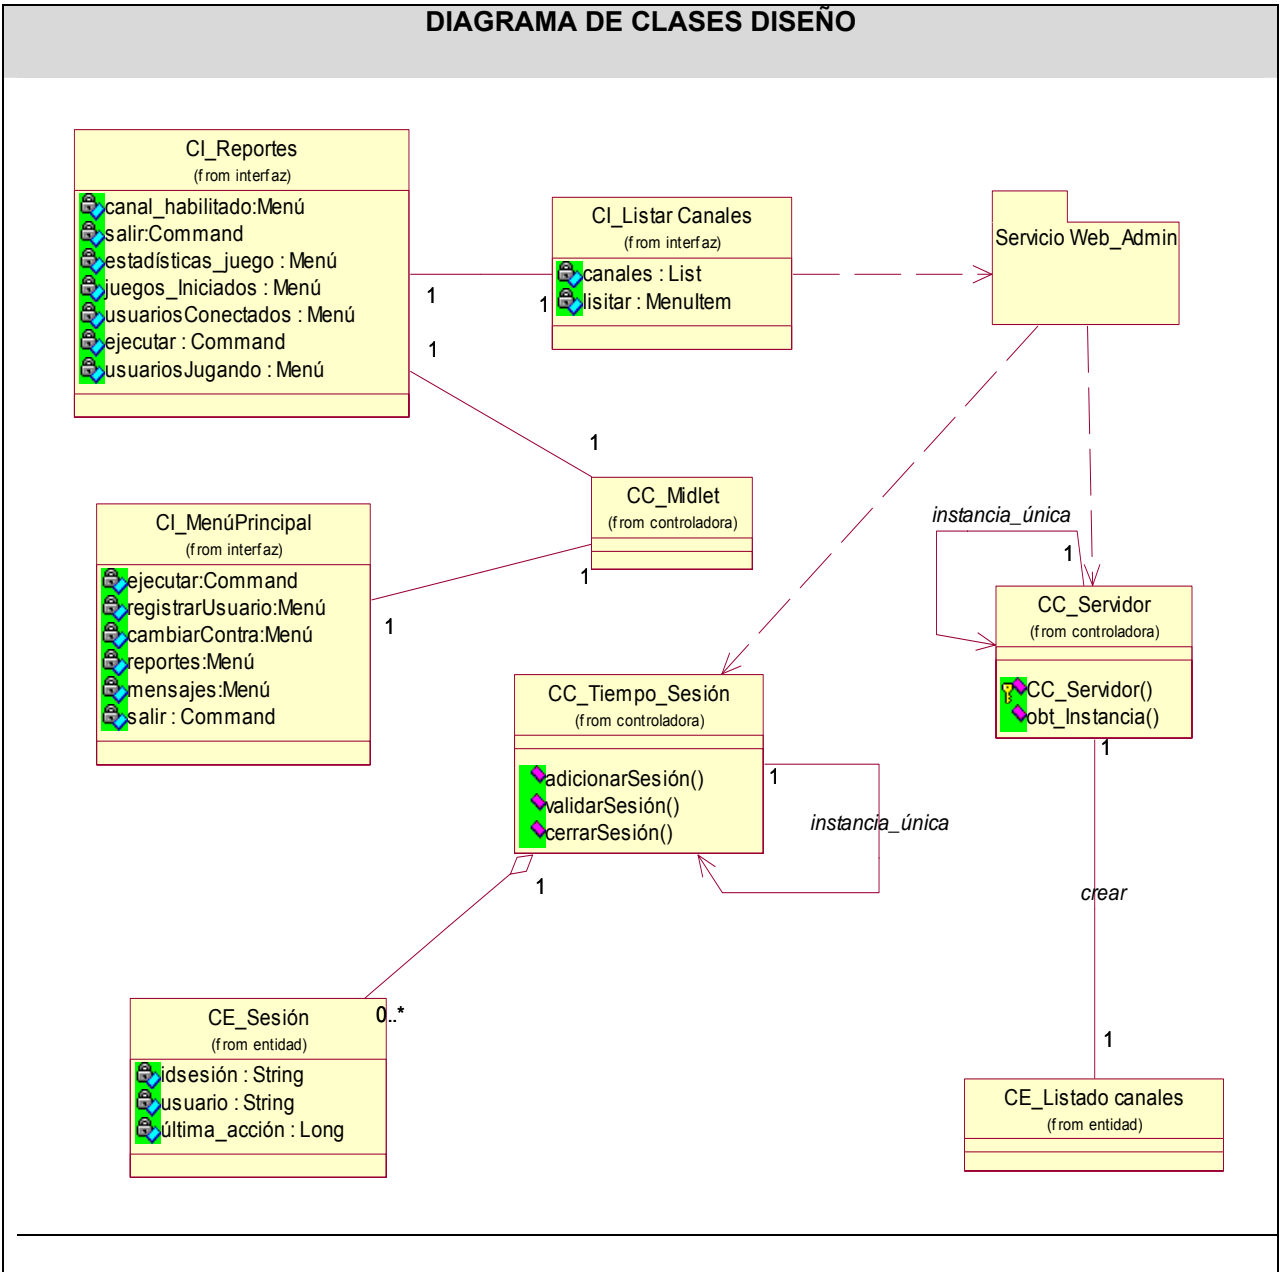 DIAGRAMA DE CLASES DISEÑO
CI_Reportes
(from interfaz)
canal_habilitado:Menú
salir:Command
estadísticas_juego : Menú
juegos_Iniciados : Menú
usuariosConectados : Menú
ejecutar : Command
usuariosJugando : Menú
1
1
CI_Listar Canales
(from interfaz)
canales : List
lisitar : MenuItem
1
Servicio Web_Admin
1
CC_Midlet
(from controladora)
1
CI_MenúPrincipal
(from interfaz)
ejecutar:Command
registrarUsuario:Menú
cambiarContra:Menú
reportes:Menú
mensajes:Menú
salir : Command
1
instancia_única
1
CC_Servidor
(from controladora)
CC_Servidor()
obt_Instancia()
1
CC_Tiempo_Sesión
(from controladora)
adicionarSesión()
validarSesión()
cerrarSesión()
1
instancia_única
1
crear
0..*
CE_Sesión
(from entidad)
idsesión : String
usuario : String
última_acción : Long
1
CE_Listado canales
(from entidad)